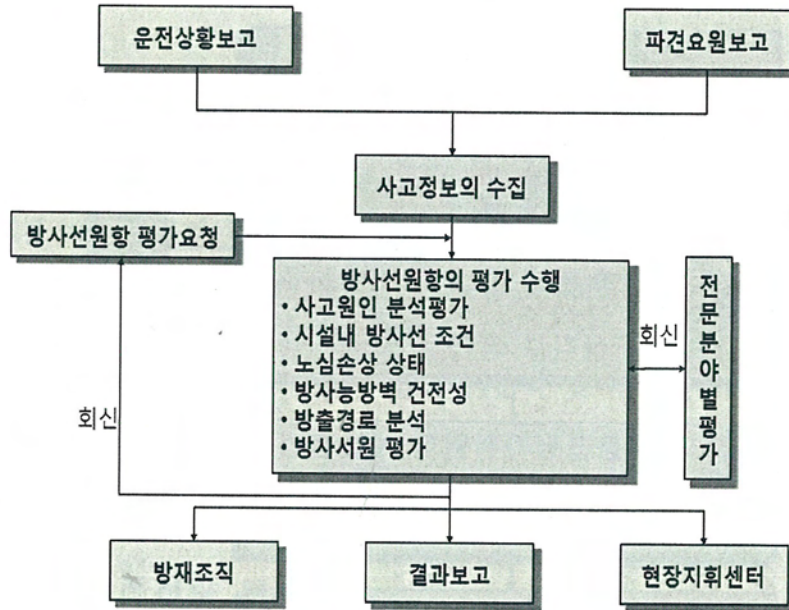 운전상황보고
파견요원보고
사고정보의 수집
방사선원항 평가요청
방사선원항의 평가 수행
• 사고원인 분석평가
• 시설내 방사선 조건
• 노심손상 상태
• 방사능방벽 건전성
• 방출경로 분석
• 방사서원 평가
회신
전문분야별평가
회신
방재조직
결과보고
현장지휘센터